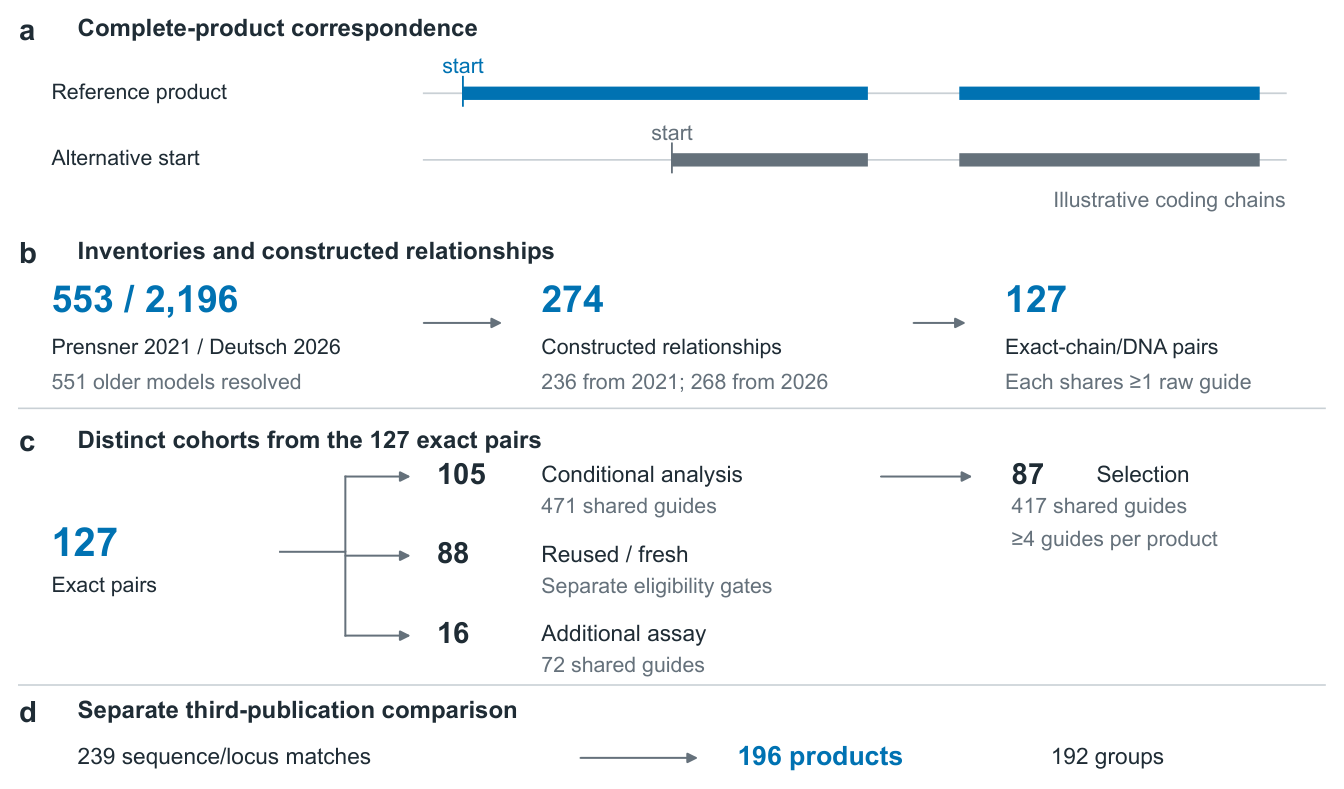 a Complete-product correspondence
start
Reference product
start
Alternative start
Illustrative coding chains
b Inventories and constructed relationships
553 / 2,196 274 127
Prensner 2021 / Deutsch 2026 Constructed relationships Exact-chain/DNA pairs
551 older models resolved 236 from 2021; 268 from 2026 Each shares ≥1 raw guide
c Distinct cohorts from the 127 exact pairs
105 Conditional analysis 87 Selection
471 shared guides 417 shared guides
≥4 guides per product
127
Exact pairs
88 Reused / fresh
Separate eligibility gates
16 Additional assay
72 shared guides
d Separate third-publication comparison
239 sequence/locus matches 196 products 192 groups